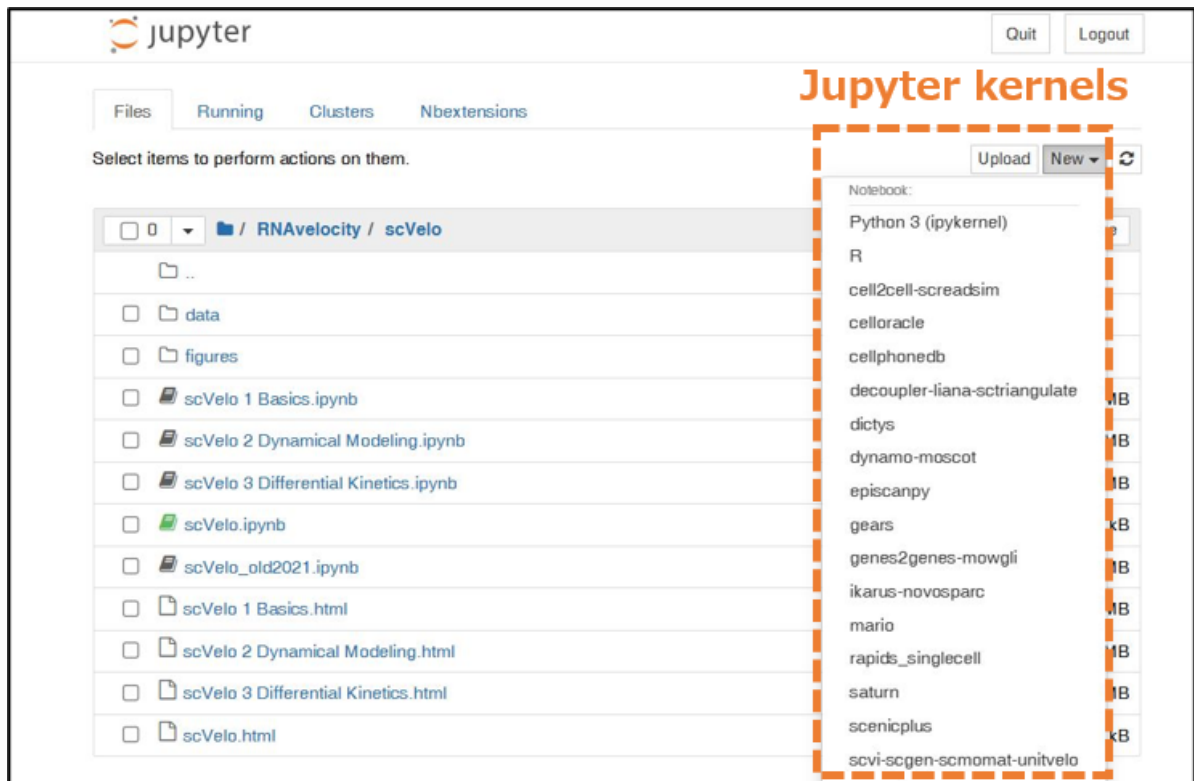 jupyter
Quit
Logout
Jupyter kernels
Files
Running
Clusters
Nbextensions
Select items to perform actions on them.
Upload
New
0
/ RNAvelocity / scVelo
..
data
figures
scVelo 1 Basics.ipynb
scVelo 2 Dynamical Modeling.ipynb
scVelo 3 Differential Kinetics.ipynb
scVelo.ipynb
scVelo_old2021.ipynb
scVelo 1 Basics.html
scVelo 2 Dynamical Modeling.html
scVelo 3 Differential Kinetics.html
scVelo.html
Notebook:
Python 3 (ipykernel)
R
cell2cell-screadsim
celloracle
cellphonedb
decoupler-liana-sctriangulate
dictys
dynamo-moscot
episcanpy
gears
genes2genes-mowgli
ikarus-novosparc
mario
rapids_singlecell
saturn
scenicplus
scvi-scgen-scmomat-unitvelo